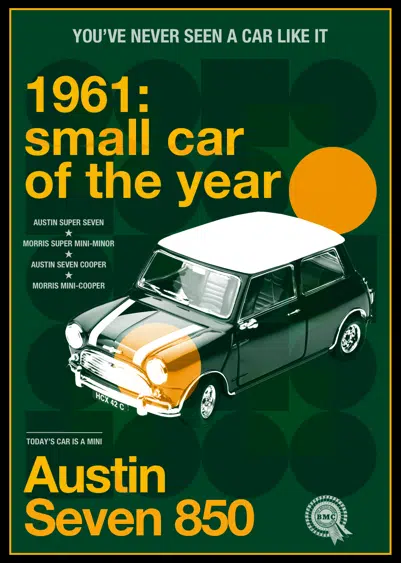 YOU'VE NEVER SEEN A CAR LIKE IT
1961:
small car
of the year
AUSTIN SUPER SEVEN
MORRIS SUPER MINI-MINOR
AUSTIN SEVEN COOPER
MORRIS MINI-COOPER
HCX 42 C
TODAY'S CAR IS A MINI
Austin
Seven 850
BMC